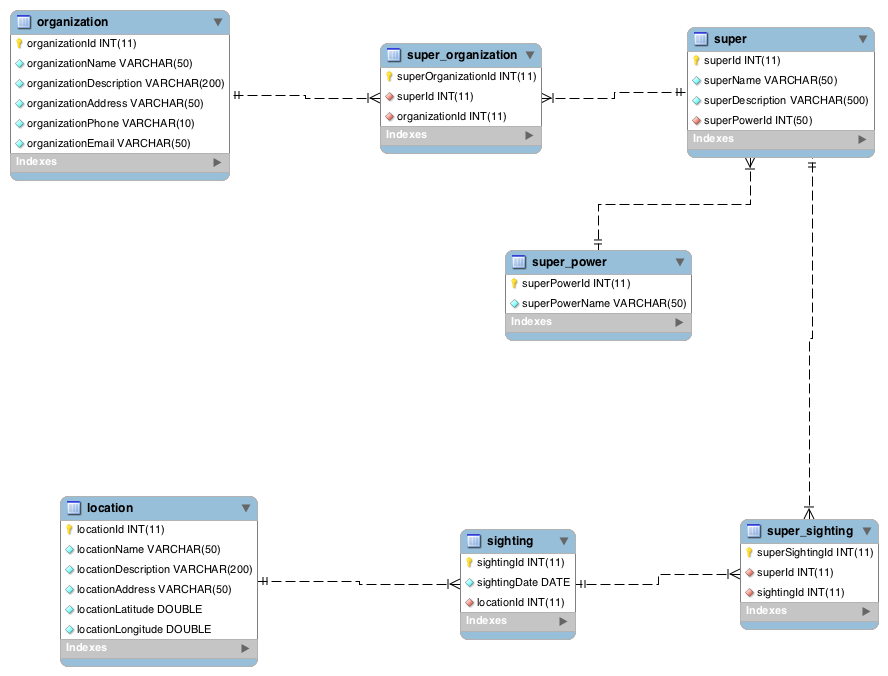 organization
organizationId INT(11)
organizationName VARCHAR(50)
organizationDescription VARCHAR(200)
organizationAddress VARCHAR(50)
organizationPhone VARCHAR(10)
organizationEmail VARCHAR(50)
Indexes
super_organization
superOrganizationId INT(11)
superId INT(11)
organizationId INT(11)
Indexes
super
superId INT(11)
superName VARCHAR(50)
superDescription VARCHAR(500)
superPowerId INT(50)
Indexes
super_power
superPowerId INT(11)
superPowerName VARCHAR(50)
Indexes
location
locationId INT(11)
locationName VARCHAR(50)
locationDescription VARCHAR(200)
locationAddress VARCHAR(50)
locationLatitude DOUBLE
locationLongitude DOUBLE
Indexes
sighting
sightingId INT(11)
sightingDate DATE
locationId INT(11)
Indexes
super_sighting
superSightingId INT(11)
superId INT(11)
sightingId INT(11)
Indexes